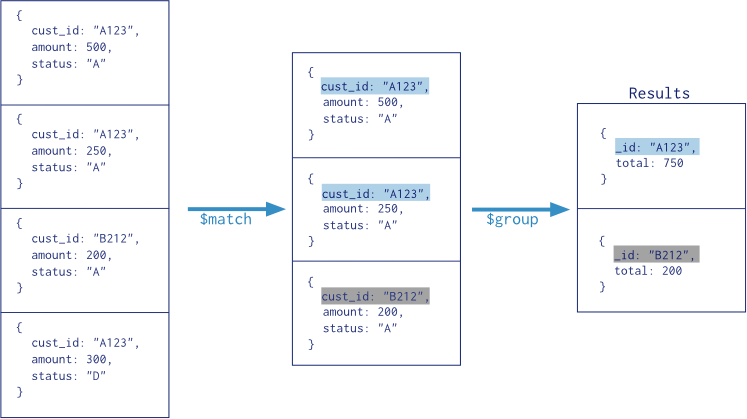 {
cust_id: "A123",
amount: 500,
status: "A"
}
{
cust_id: "A123",
amount: 250,
status: "A"
}
{
cust_id: "B212",
amount: 200,
status: "A"
}
{
cust_id: "A123",
amount: 300,
status: "D"
}
$match
{
cust_id: "A123",
amount: 500,
status: "A"
}
{
cust_id: "A123",
amount: 250,
status: "A"
}
{
cust_id: "B212",
amount: 200,
status: "A"
}
$group
Results
{
_id: "A123",
total: 750
}
{
_id: "B212",
total: 200
}